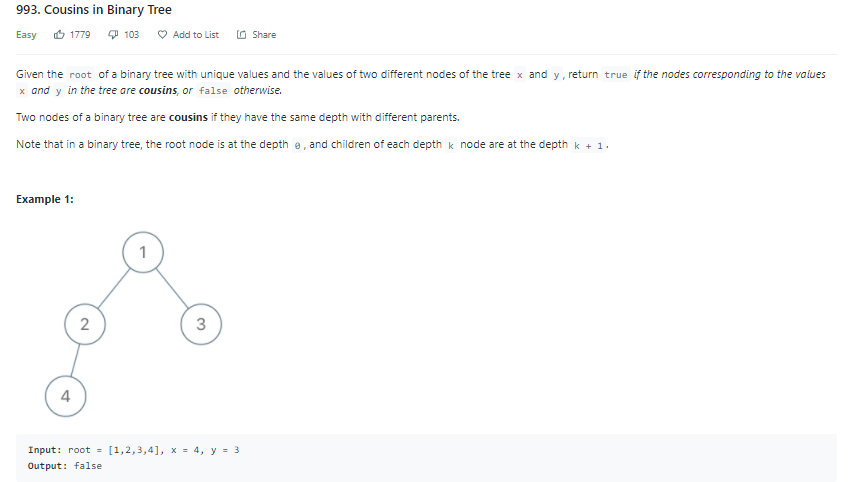 993. Cousins in Binary Tree
Easy 1779 103 Add to List Share
Given the root of a binary tree with unique values and the values of two different nodes of the tree x and y, return true if the nodes corresponding to the values
x and y in the tree are cousins, or false otherwise.
Two nodes of a binary tree are cousins if they have the same depth with different parents.
Note that in a binary tree, the root node is at the depth 0, and children of each depth k node are at the depth k + 1.
Example 1:
1
2 3
4
Input: root = [1,2,3,4], x = 4, y = 3
Output: false